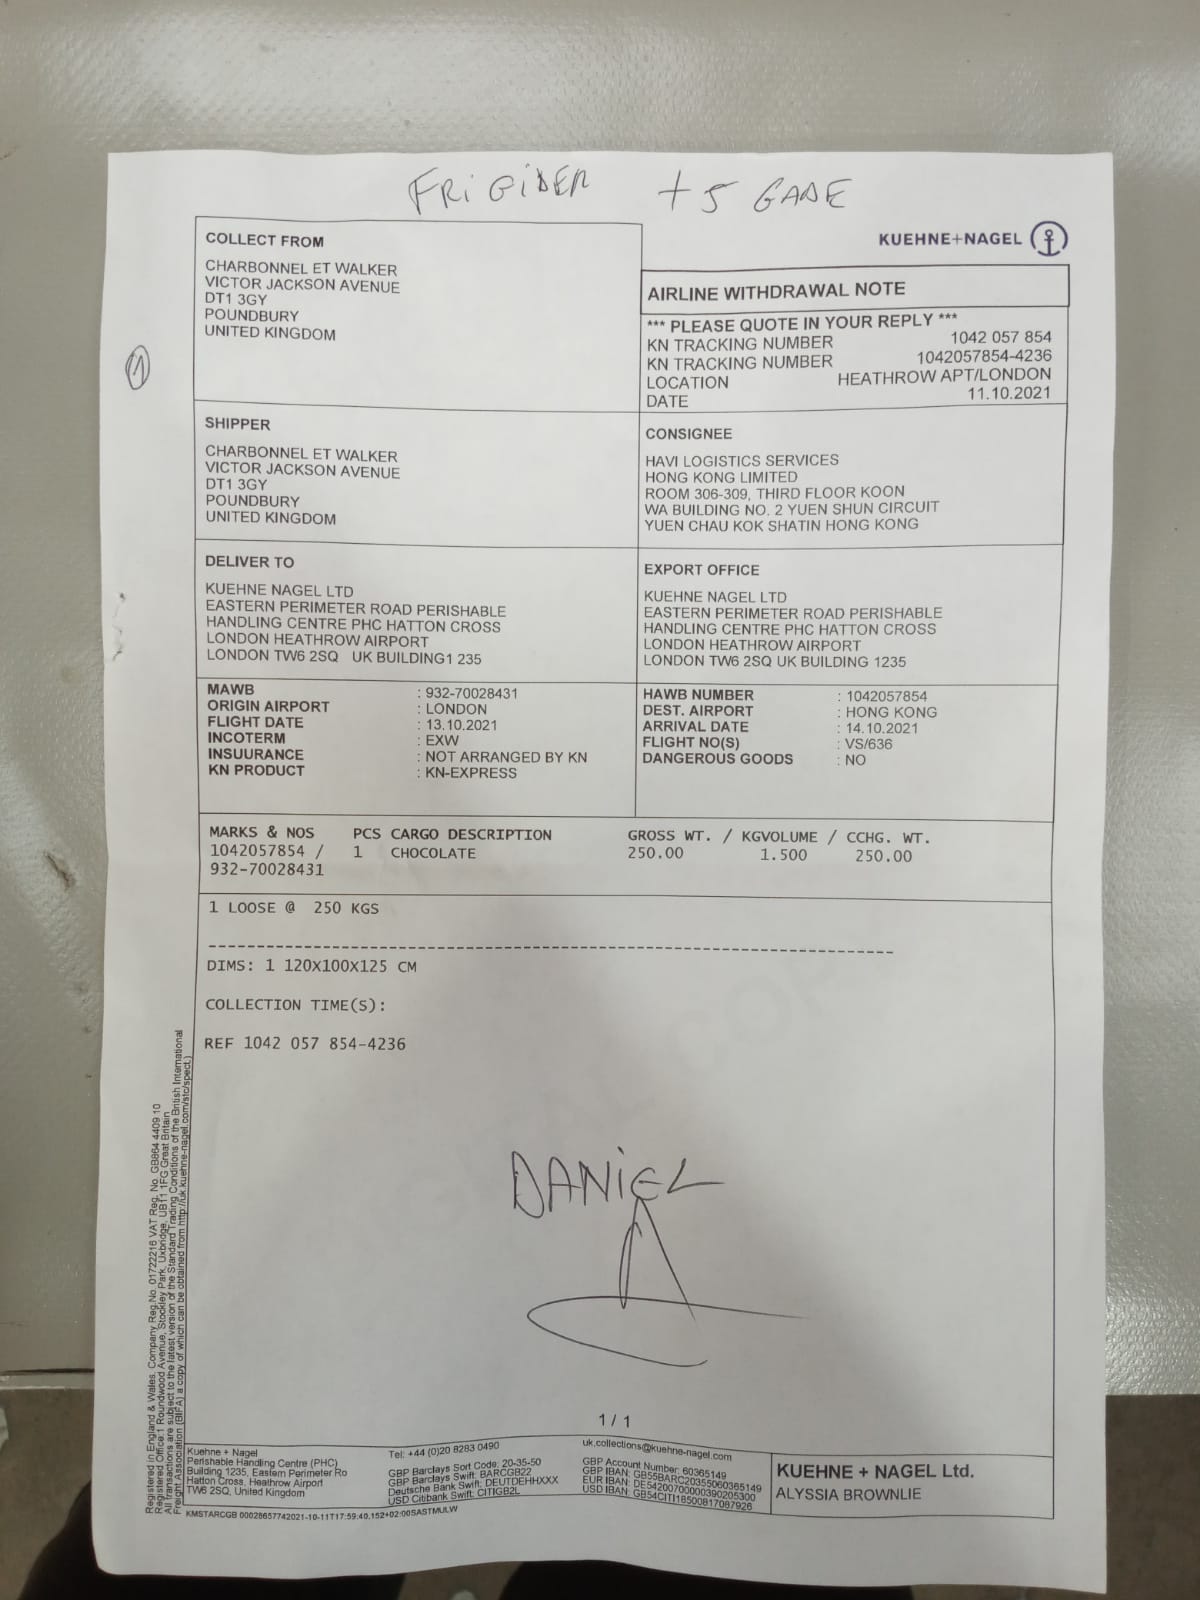 FRIGIDER +5 GADE
KUEHNE+NAGEL
COLLECT FROM
CHARBONNEL ET WALKER
VICTOR JACKSON AVENUE
DT1 3GY
POUNDBURY
UNITED KINGDOM
AIRLINE WITHDRAWAL NOTE
*** PLEASE QUOTE IN YOUR REPLY ***
KN TRACKING NUMBER 1042 057 854
KN TRACKING NUMBER 1042057854-4236
LOCATION HEATHROW APT/LONDON
DATE 11.10.2021
1
SHIPPER
CHARBONNEL ET WALKER
VICTOR JACKSON AVENUE
DT1 3GY
POUNDBURY
UNITED KINGDOM
CONSIGNEE
HAVI LOGISTICS SERVICES
HONG KONG LIMITED
ROOM 306-309, THIRD FLOOR KOON
WA BUILDING NO. 2 YUEN SHUN CIRCUIT
YUEN CHAU KOK SHATIN HONG KONG
DELIVER TO
KUEHNE NAGEL LTD
EASTERN PERIMETER ROAD PERISHABLE
HANDLING CENTRE PHC HATTON CROSS
LONDON HEATHROW AIRPORT
LONDON TW6 2SQ UK BUILDING1 235
EXPORT OFFICE
KUEHNE NAGEL LTD
EASTERN PERIMETER ROAD PERISHABLE
HANDLING CENTRE PHC HATTON CROSS
LONDON HEATHROW AIRPORT
LONDON TW6 2SQ UK BUILDING 1235
MAWB : 932-70028431
ORIGIN AIRPORT : LONDON
FLIGHT DATE : 13.10.2021
INCOTERM : EXW
INSUURANCE : NOT ARRANGED BY KN
KN PRODUCT : KN-EXPRESS
HAWB NUMBER : 1042057854
DEST. AIRPORT : HONG KONG
ARRIVAL DATE : 14.10.2021
FLIGHT NO(S) : VS/636
DANGEROUS GOODS : NO
MARKS & NOS PCS CARGO DESCRIPTION GROSS WT. / KGVOLUME / CCHG. WT.
1042057854 / 1 CHOCOLATE 250.00 1.500 250.00
932-70028431
1 LOOSE @ 250 KGS
DIMS: 1 120X100X125 CM
COLLECTION TIME(S):
REF 1042 057 854-4236
DANIEL
1 / 1
Registered in England & Wales, Company Reg.No. 01722216 VAT Reg. No. GB864 4409 10
Registered Office:1 Roundwood Avenue, Stockley Park, Uxbridge, UB11 1FG Great Britain
All transactions are subject to the latest version of the Standard Trading Conditions of the British International
Freight Association (BIFA) a copy of which can be obtained from http://uk.kuehne-nagel.com/stc/spect.)
Kuehne + Nagel
Perishable Handling Centre (PHC)
Building 1235, Eastern Perimeter Ro
Hatton Cross, Heathrow Airport
TW6 2SQ, United Kingdom
Tel: +44 (0)20 8283 0490
GBP Barclays Sort Code: 20-35-50
GBP Barclays Swift: BARCGB22
Deutsche Bank Swift: DEUTDEHHXXX
USD Citibank Swift: CITIGB2L
uk.collections@kuehne-nagel.com
GBP Account Number: 60365149
GBP IBAN: GB55BARC20355060365149
EUR IBAN: DE54200700000390205300
USD IBAN: GB54CITI18500817087926
KUEHNE + NAGEL Ltd.
ALYSSIA BROWNLIE
KMSTARCGB 00028657742021-10-11T17:59:40.152+02:00SASTMULW